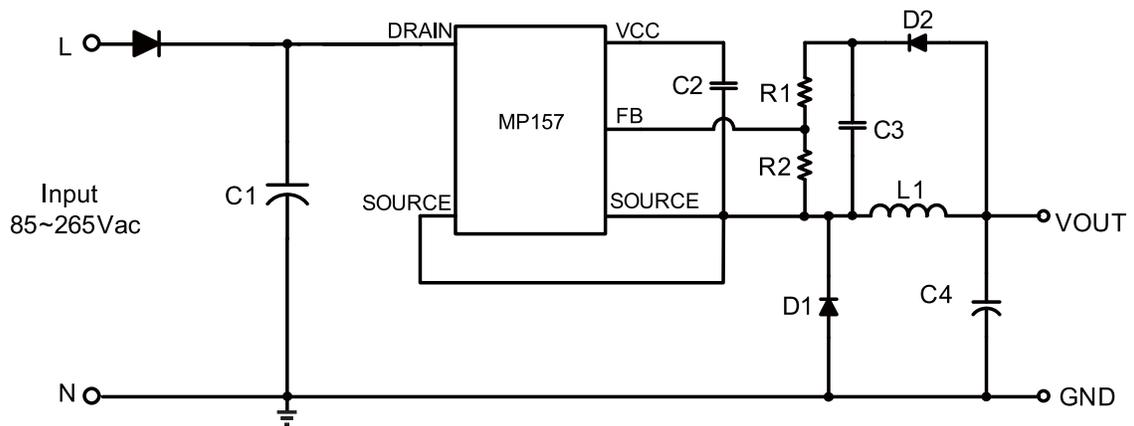 L
DRAIN
VCC
D2
C2
R1
MP157
FB
C3
R2
Input
85~265Vac
C1
SOURCE
SOURCE
L1
VOUT
D1
C4
N
GND